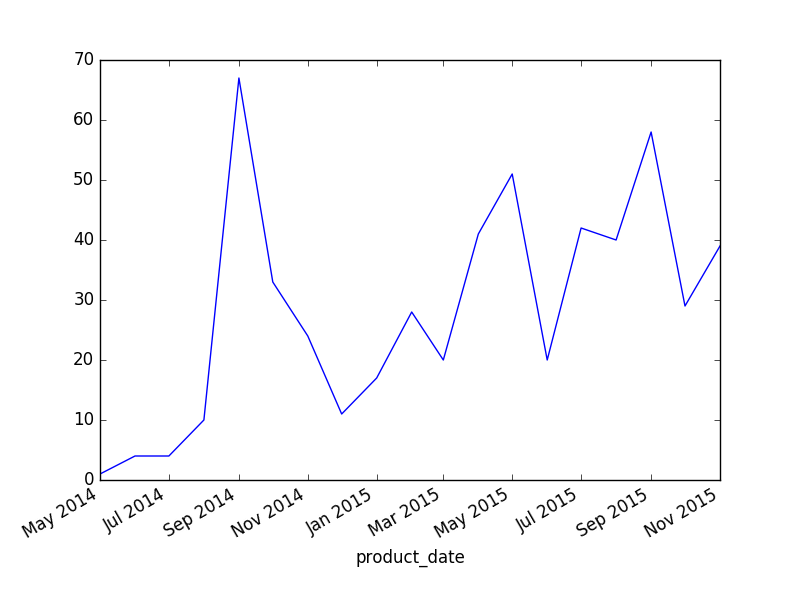 70
60
50
40
30
20
10
0
May 2014
Jul 2014
Sep 2014
Nov 2014
Jan 2015
Mar 2015
May 2015
Jul 2015
Sep 2015
Nov 2015
product_date